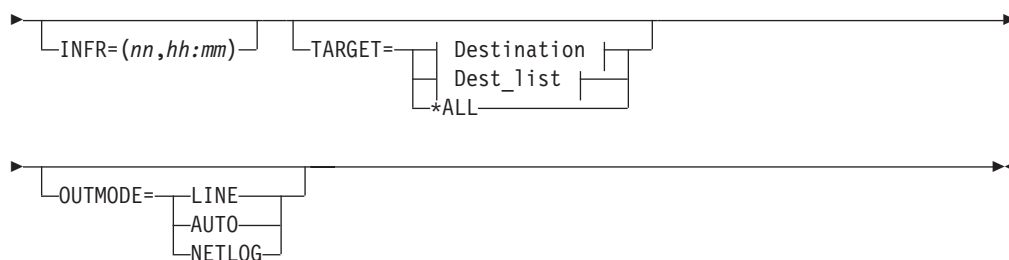 INFR=(nn,hh:mm)
TARGET=
Destination
Dest_list
*ALL
OUTMODE=
LINE
AUTO
NETLOG